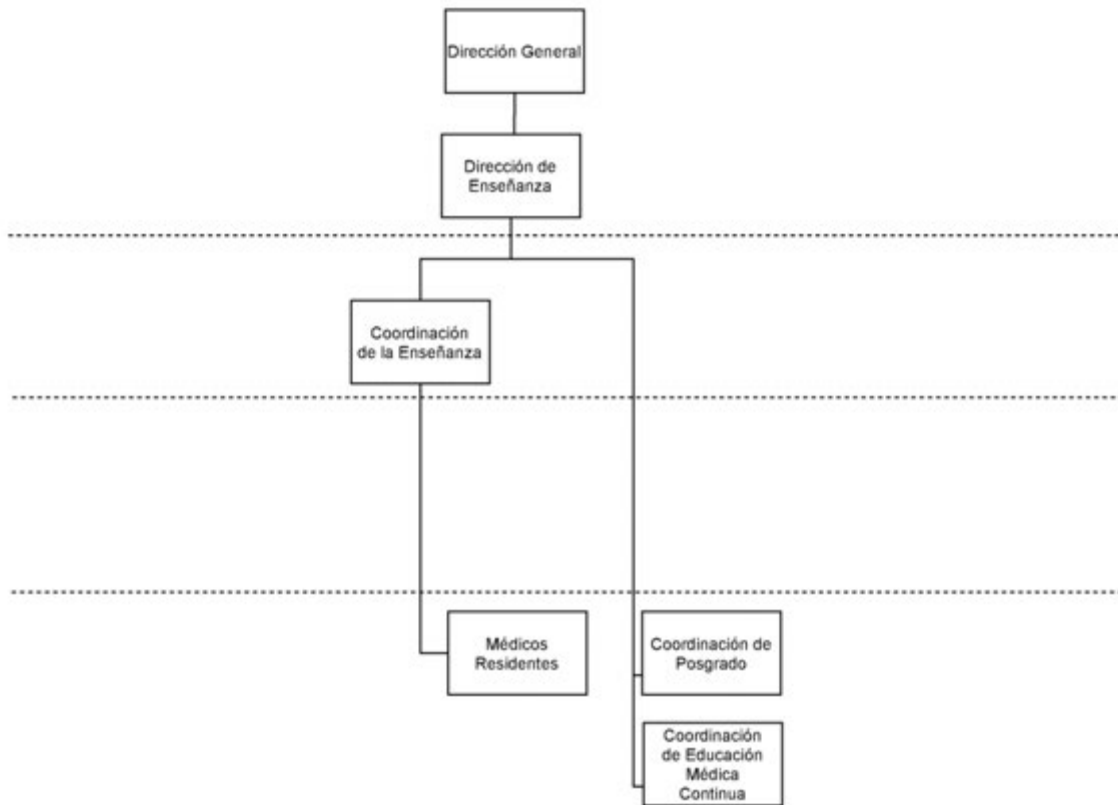 Dirección General
Dirección de
Enseñanza
Coordinación
de la Enseñanza
Médicos
Residentes
Coordinación de
Posgrado
Coordinación
de Educación
Médica
Continua